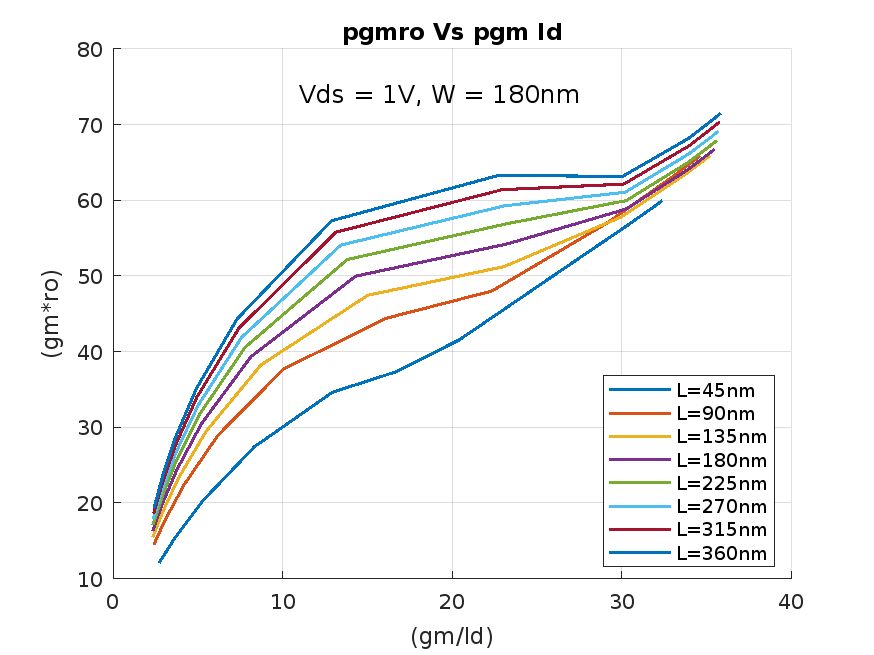 pgmro Vs pgm Id
Vds = 1V, W = 180nm
(gm*ro)
80
70
60
50
40
30
20
10
0
10
20
30
40
(gm/Id)
L=45nm
L=90nm
L=135nm
L=180nm
L=225nm
L=270nm
L=315nm
L=360nm